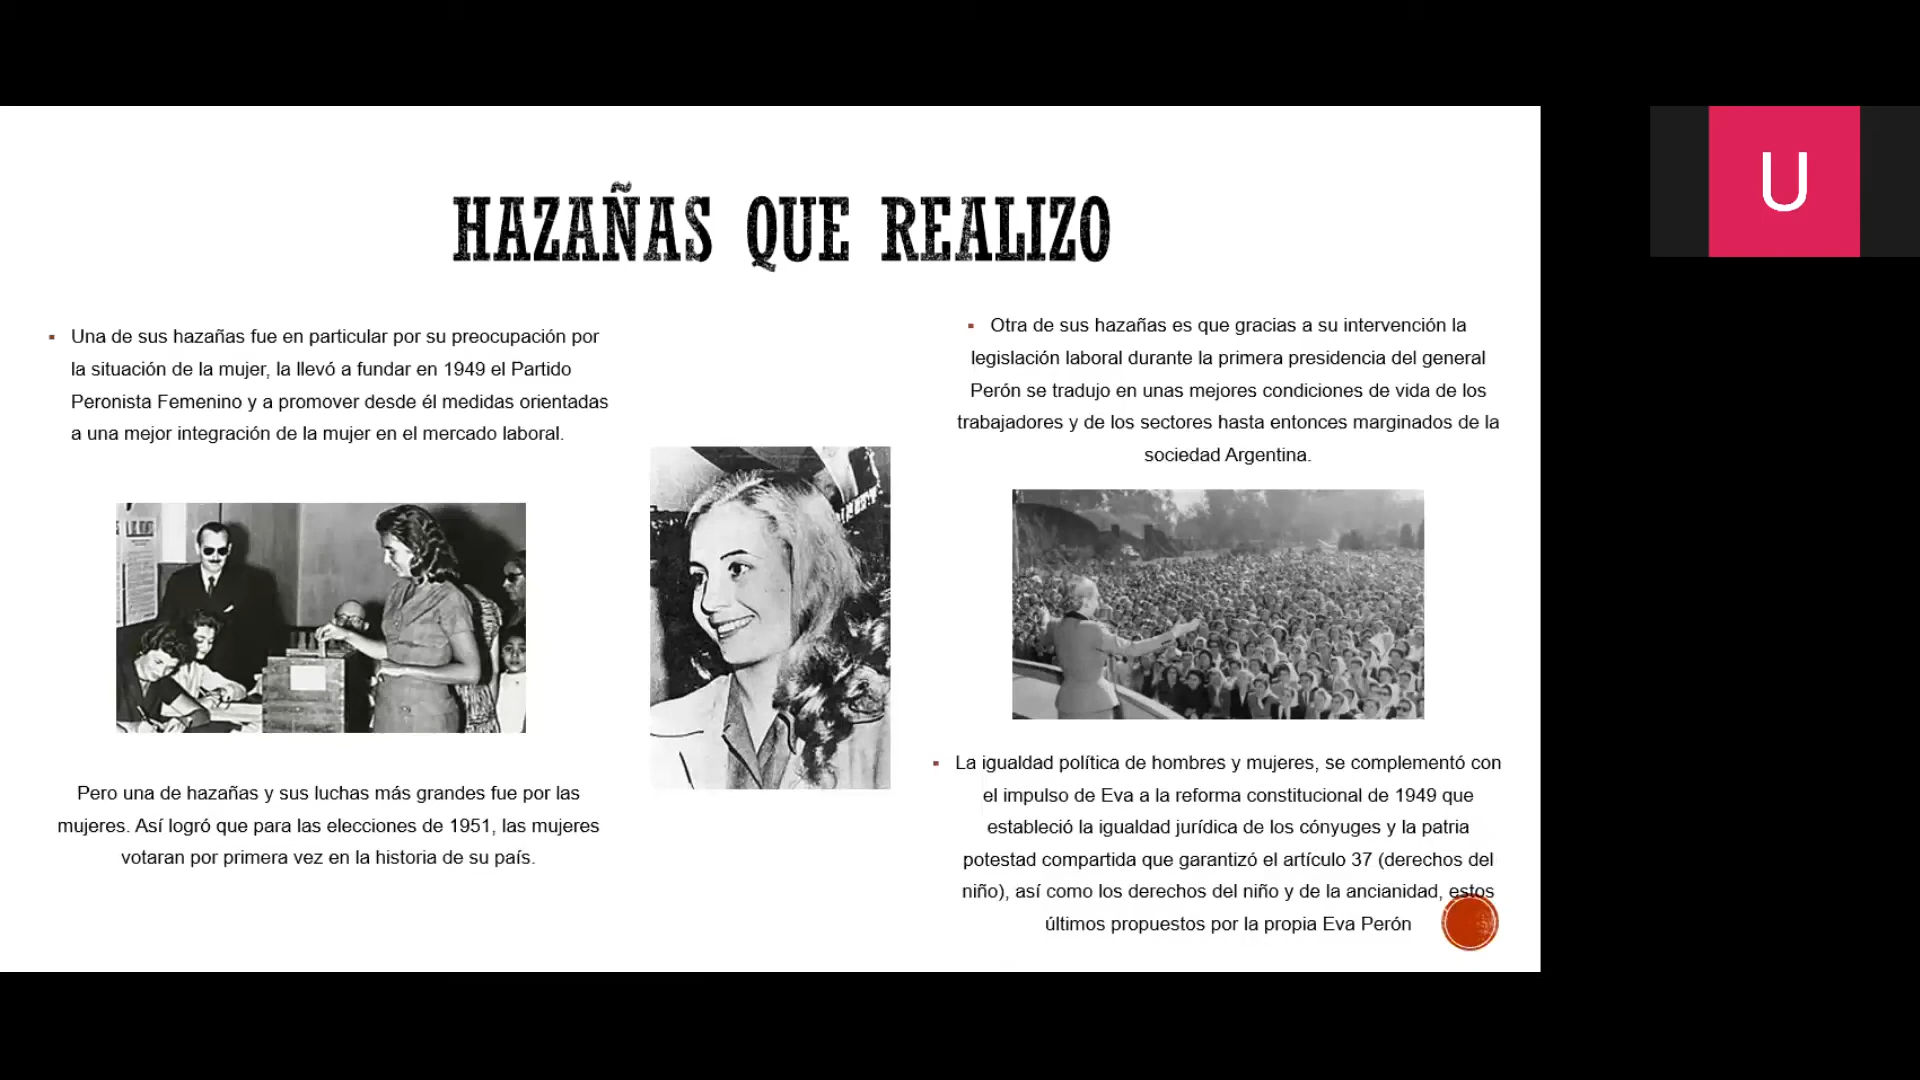 HAZAÑAS QUE REALIZO
Una de sus hazañas fue en particular por su preocupación por
la situación de la mujer, la llevó a fundar en 1949 el Partido
Peronista Femenino y a promover desde él medidas orientadas
a una mejor integración de la mujer en el mercado laboral.
Pero una de hazañas y sus luchas más grandes fue por las
mujeres. Así logró que para las elecciones de 1951, las mujeres
votaran por primera vez en la historia de su país.
Otra de sus hazañas es que gracias a su intervención la
legislación laboral durante la primera presidencia del general
Perón se tradujo en unas mejores condiciones de vida de los
trabajadores y de los sectores hasta entonces marginados de la
sociedad Argentina.
La igualdad política de hombres y mujeres, se complementó con
el impulso de Eva a la reforma constitucional de 1949 que
estableció la igualdad jurídica de los cónyuges y la patria
potestad compartida que garantizó el artículo 37 (derechos del
niño), así como los derechos del niño y de la ancianidad, estos
últimos propuestos por la propia Eva Perón
U